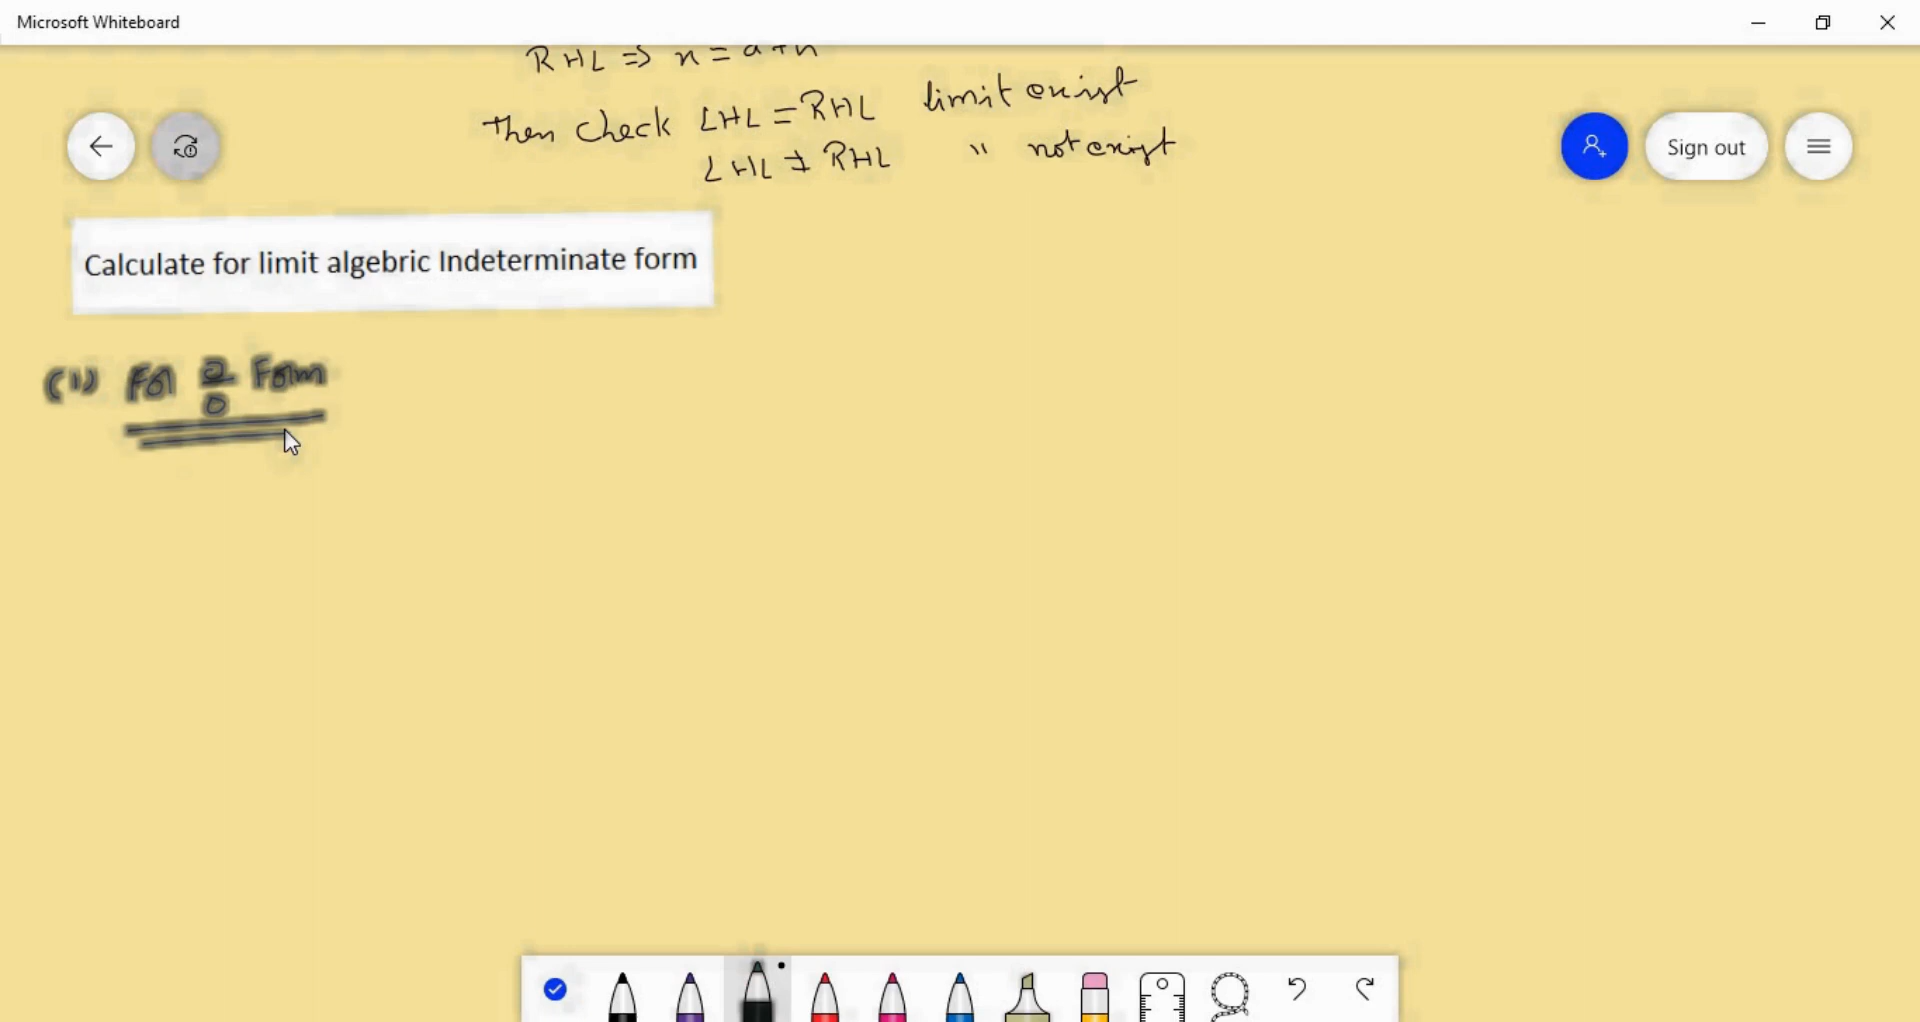 Microsoft Whiteboard
RHL ⇒ x = a+h
Then check LHL = RHL limit exist
LHL ≠ RHL " not exist
Sign out
Calculate for limit algebric Indeterminate form
(1) For 0/0 Form